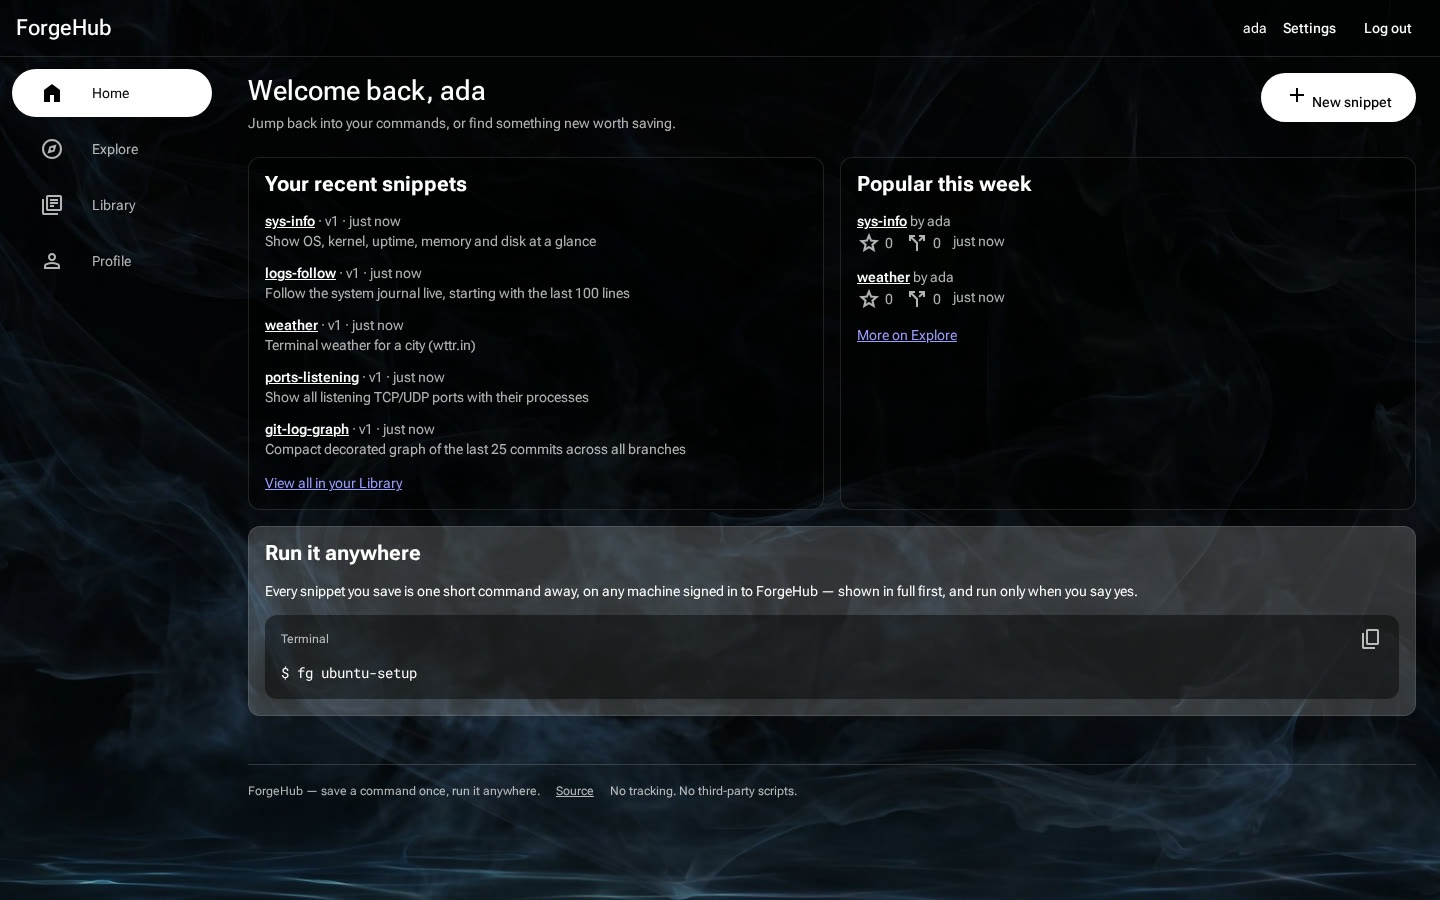 ForgeHub
ada Settings Log out
Home
Explore
Library
Profile
Welcome back, ada
Jump back into your commands, or find something new worth saving.
New snippet
Your recent snippets
sys-info · v1 · just now
Show OS, kernel, uptime, memory and disk at a glance
logs-follow · v1 · just now
Follow the system journal live, starting with the last 100 lines
weather · v1 · just now
Terminal weather for a city (wttr.in)
ports-listening · v1 · just now
Show all listening TCP/UDP ports with their processes
git-log-graph · v1 · just now
Compact decorated graph of the last 25 commits across all branches
View all in your Library
Popular this week
sys-info by ada
0 0 just now
weather by ada
0 0 just now
More on Explore
Run it anywhere
Every snippet you save is one short command away, on any machine signed in to ForgeHub — shown in full first, and run only when you say yes.
Terminal
$ fg ubuntu-setup
ForgeHub — save a command once, run it anywhere. Source No tracking. No third-party scripts.